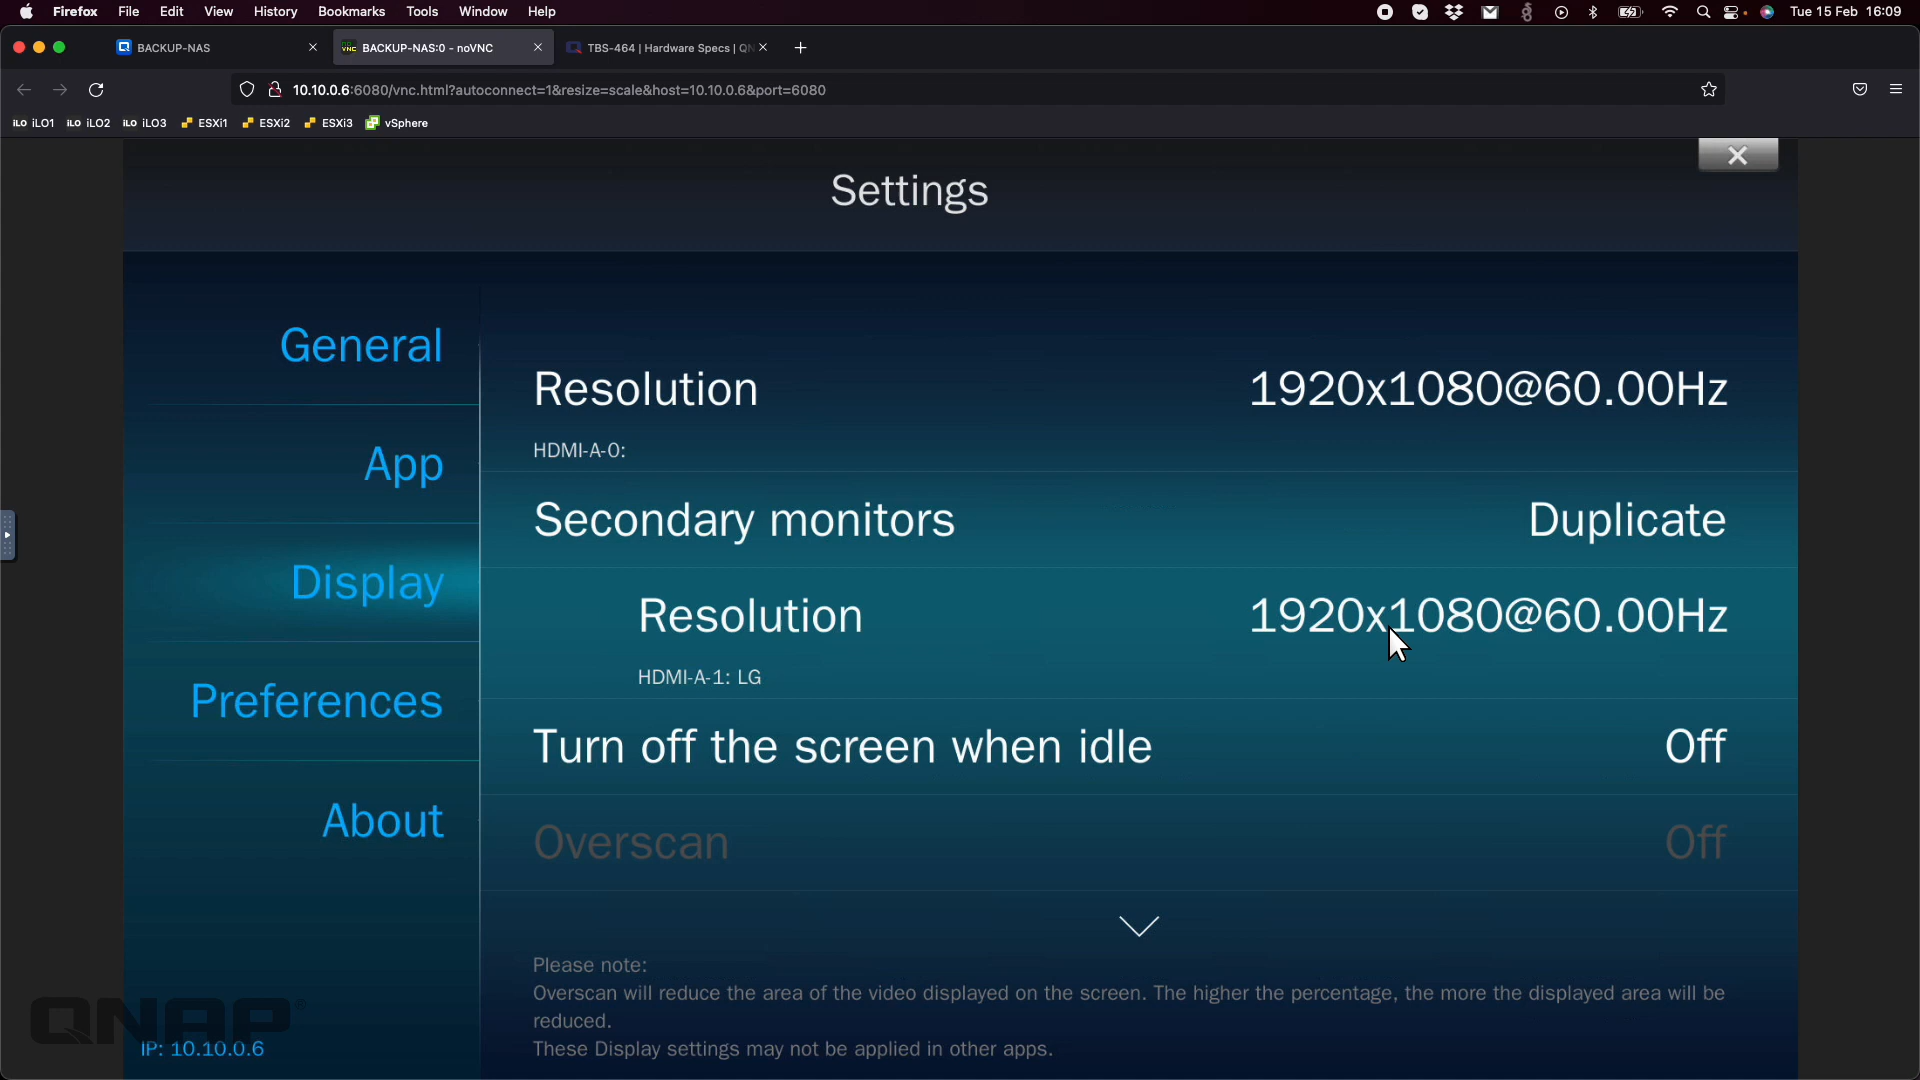 Firefox File Edit View History Bookmarks Tools Window Help Tue 15 Feb 16:09
BACKUP-NAS BACKUP-NAS:0 - noVNC TBS-464 | Hardware Specs | QN
10.10.0.6:6080/vnc.html?autoconnect=1&resize=scale&host=10.10.0.6&port=6080
iLO iLO1 iLO iLO2 iLO iLO3 ESXi1 ESXi2 ESXi3 vSphere
Settings
General
App
Display
Preferences
About
Resolution 1920x1080@60.00Hz
HDMI-A-0:
Secondary monitors Duplicate
Resolution 1920x1080@60.00Hz
HDMI-A-1: LG
Turn off the screen when idle Off
Overscan Off
Please note:
Overscan will reduce the area of the video displayed on the screen. The higher the percentage, the more the displayed area will be
reduced.
These Display settings may not be applied in other apps.
QNAP
IP: 10.10.0.6